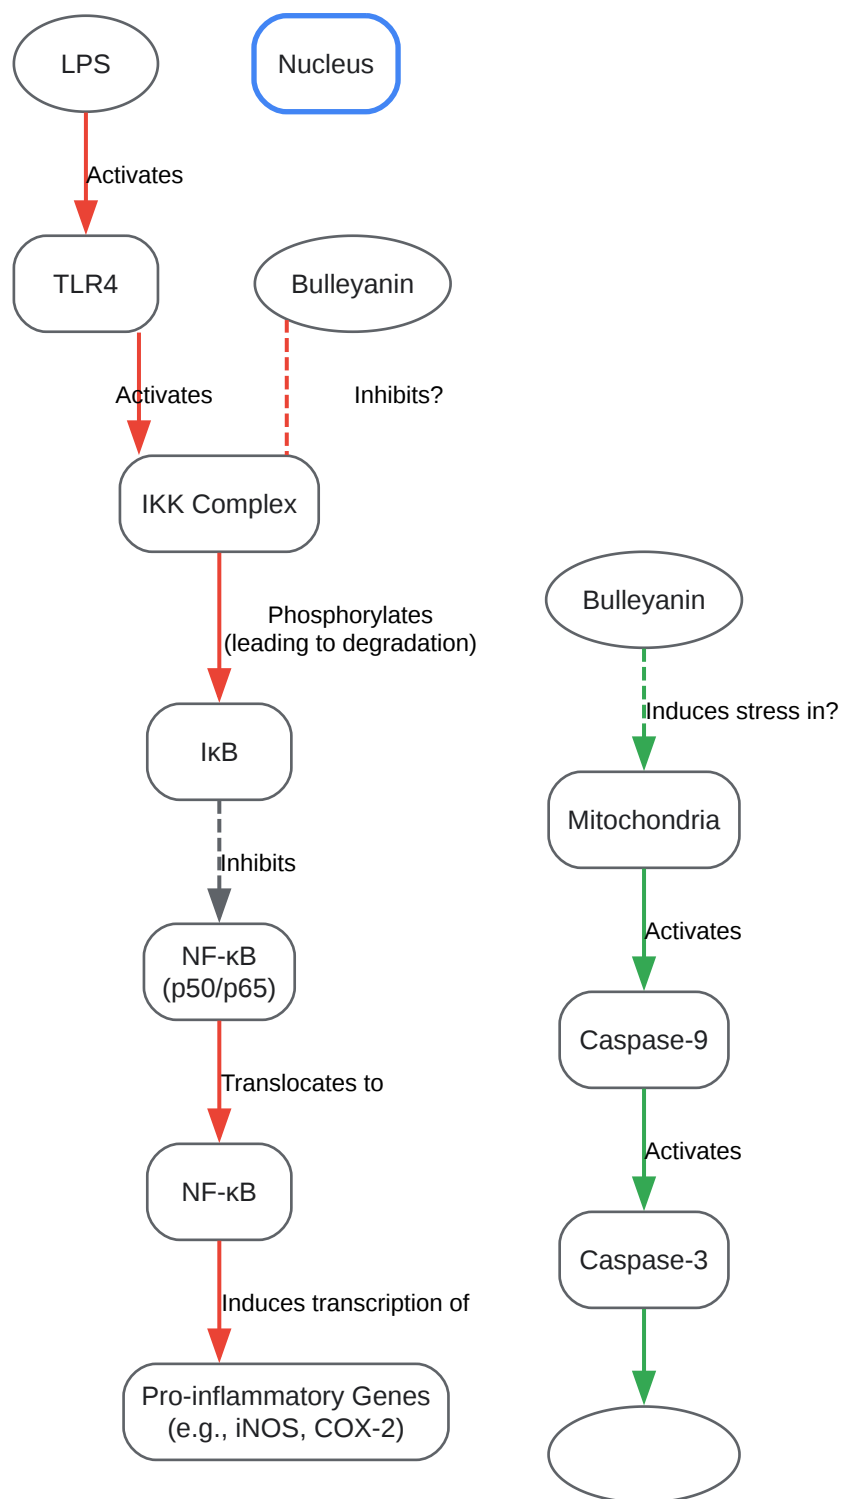 LPS
Nucleus
Activates
TLR4
Bulleyanin
Activates
Inhibits?
IKK Complex
Phosphorylates
(leading to degradation)
IκB
Inhibits
NF-κB
(p50/p65)
Translocates to
NF-κB
Induces transcription of
Pro-inflammatory Genes
(e.g., iNOS, COX-2)
Bulleyanin
Induces stress in?
Mitochondria
Activates
Caspase-9
Activates
Caspase-3